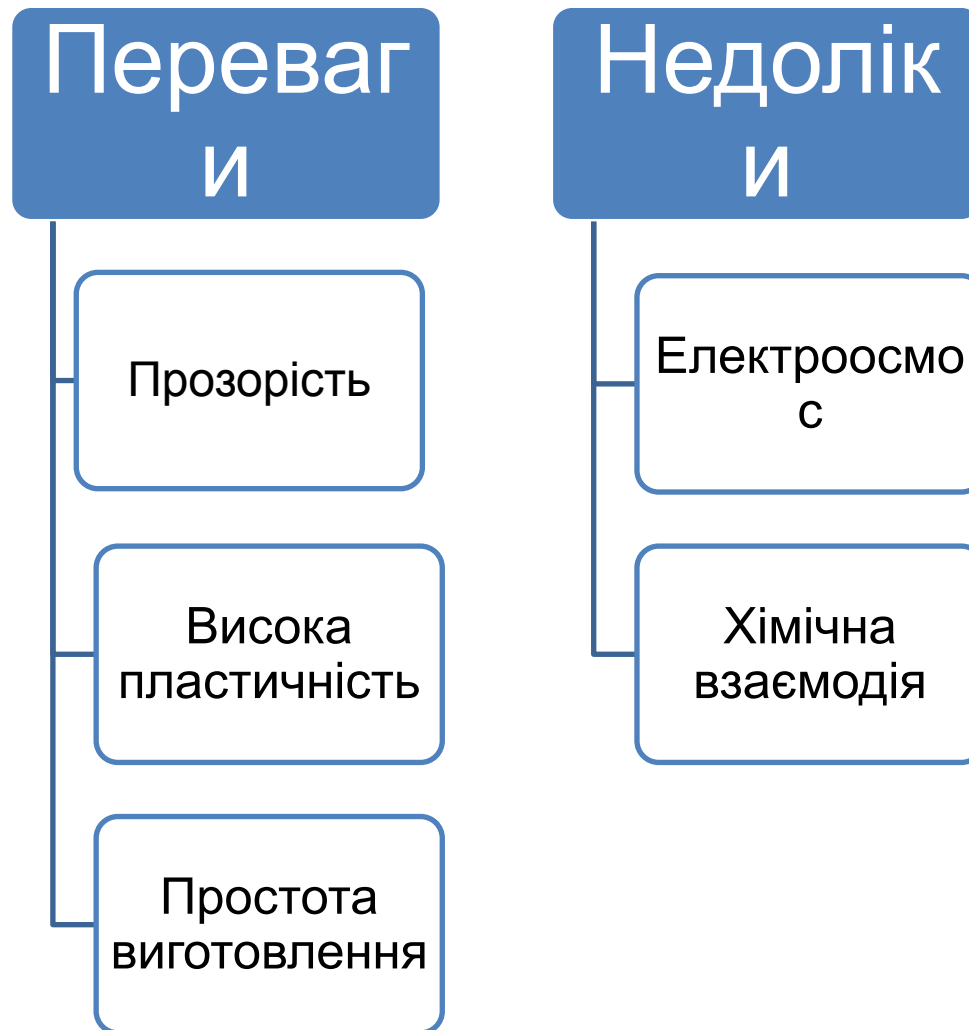 Переваг
и
Прозорість
Висока
пластичність
Простота
виготовлення
Недолік
и
Електроосмо
с
Хімічна
взаємодія